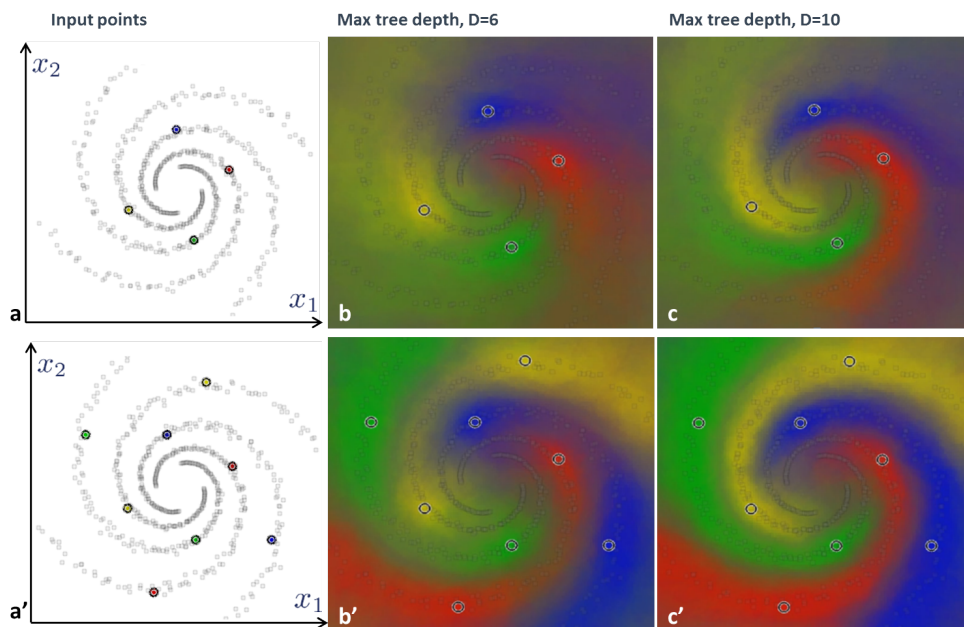 Input points
Max tree depth, D=6
Max tree depth, D=10
x₂
x₁
a
b
c
x₂
x₁
a'
b'
c'